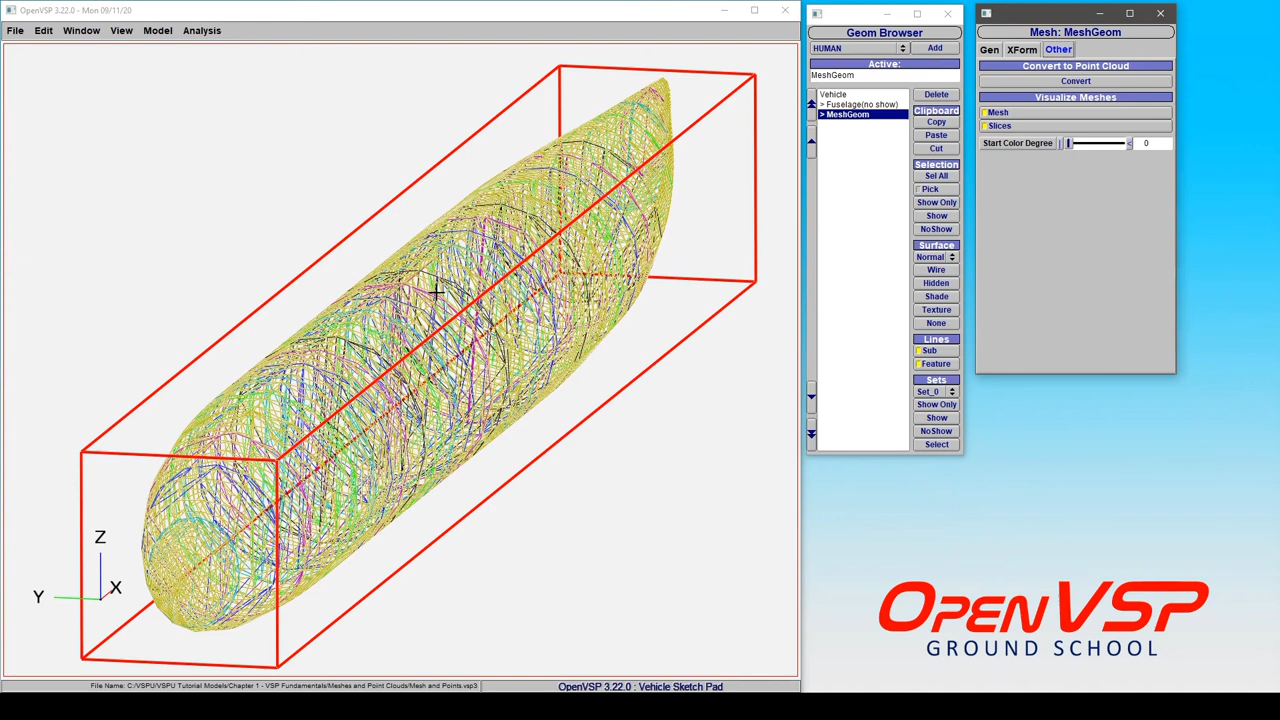 OpenVSP 3.22.0 - Mon 09/11/20
File Edit Window View Model Analysis
Z
Y
X
File Name: C:/VSPU/VSPU Tutorial Models/Chapter 1 - VSP Fundamentals/Meshes and Point Clouds/Mesh and Points.vsp3
OpenVSP 3.22.0 : Vehicle Sketch Pad
Geom Browser
HUMAN
Add
Active:
MeshGeom
Vehicle
> Fuselage(no show)
> MeshGeom
Delete
Clipboard
Copy
Paste
Cut
Selection
Sel All
Pick
Show Only
Show
NoShow
Surface
Normal
Wire
Hidden
Shade
Texture
None
Lines
Sub
Feature
Sets
Set_0
Show Only
Show
NoShow
Select
Mesh: MeshGeom
Gen XForm Other
Convert to Point Cloud
Convert
Visualize Meshes
Mesh
Slices
Start Color Degree | < 0
OPENVSP
GROUND SCHOOL